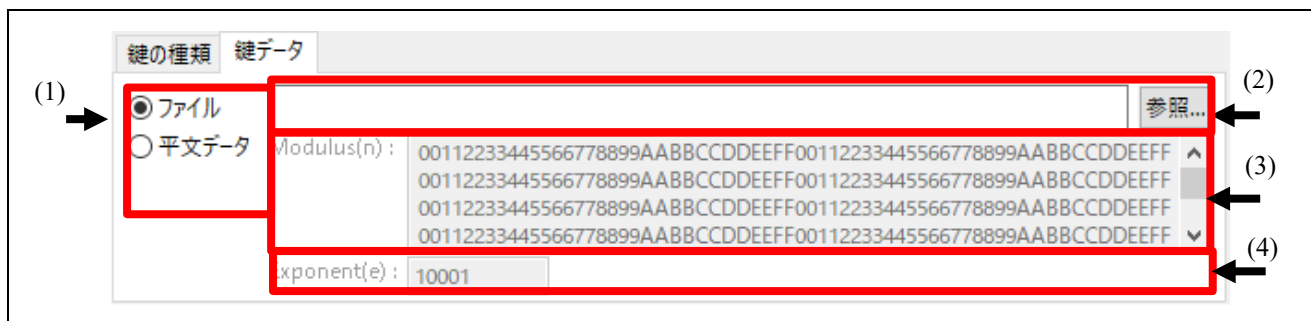 鍵の種類 鍵データ
(1)
ファイル
参照...
(2)
平文データ
Modulus(n) :
00112233445566778899AABBCCDDEEFF00112233445566778899AABBCCDDEEFF
00112233445566778899AABBCCDDEEFF00112233445566778899AABBCCDDEEFF
00112233445566778899AABBCCDDEEFF00112233445566778899AABBCCDDEEFF
00112233445566778899AABBCCDDEEFF00112233445566778899AABBCCDDEEFF
(3)
Exponent(e) : 10001
(4)